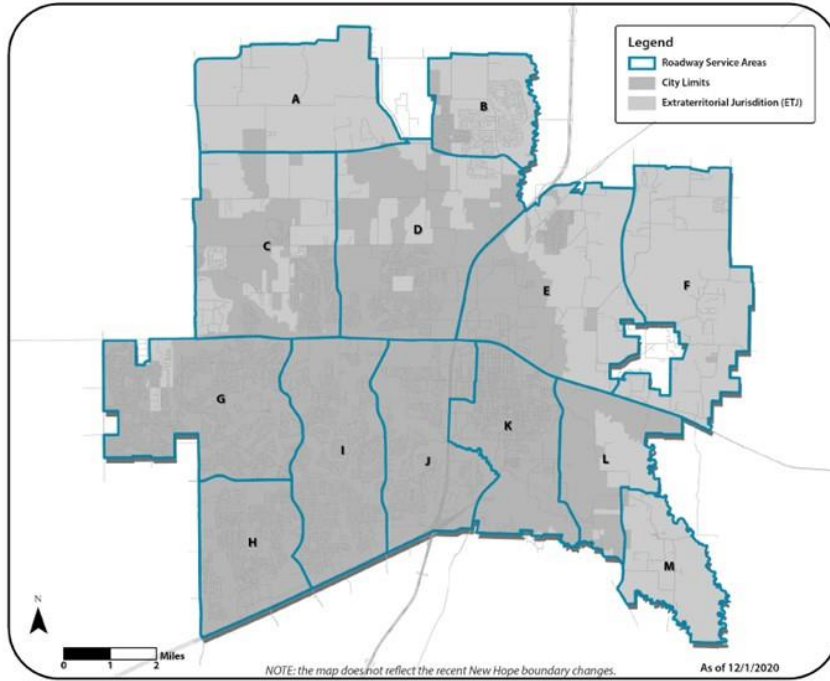 Legend
Roadway Service Areas
City Limits
Extraterritorial Jurisdition (ETJ)
A
B
C
D
E
F
G
H
I
J
K
L
M
N
0 1 2 Miles
NOTE: the map does not reflect the recent New Hope boundary changes.
As of 12/1/2020